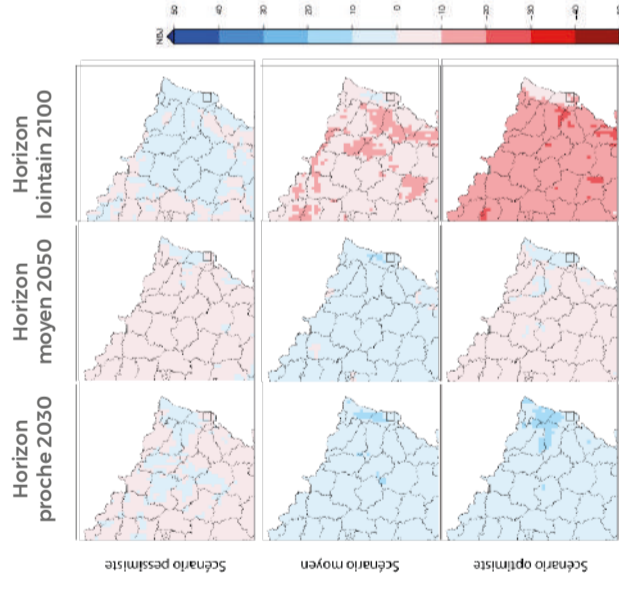 Horizon
proche 2030
Horizon
moyen 2050
Horizon
lointain 2100
Scénario pessimiste
Scénario moyen
Scénario optimiste
NBJ
50
40
30
20
10
0
-10
-20
-30
-40